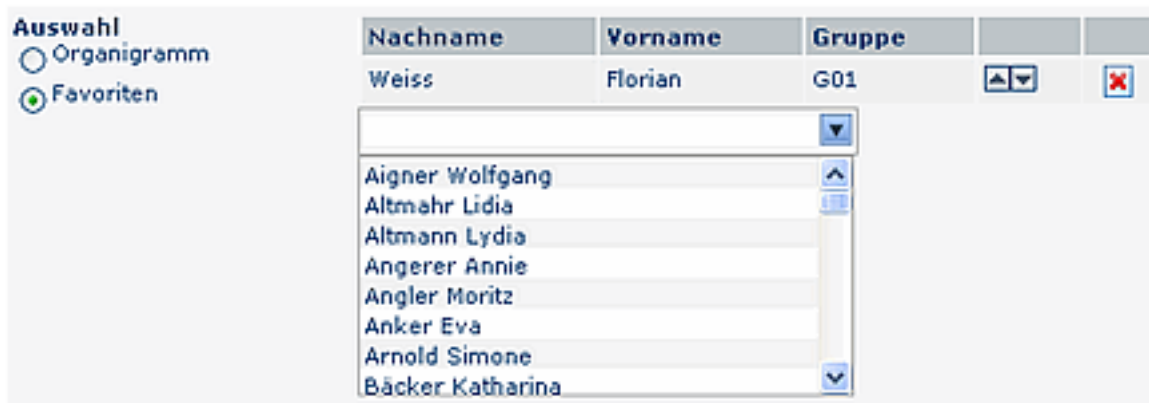 Auswahl
Organigramm
Favoriten
Nachname Vorname Gruppe
Weiss Florian G01
Aigner Wolfgang
Altmahr Lidia
Altmann Lydia
Angerer Annie
Angler Moritz
Anker Eva
Arnold Simone
Bäcker Katharina